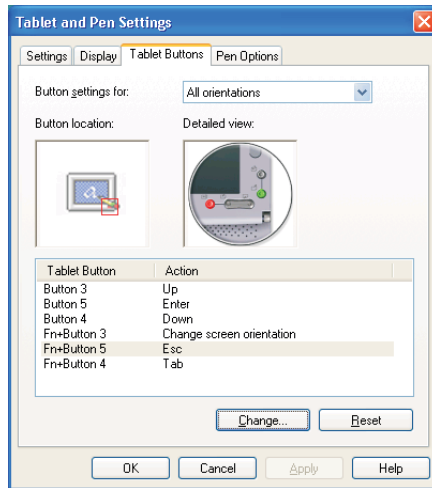 Tablet and Pen Settings
Settings Display Tablet Buttons Pen Options
Button settings for: All orientations
Button location: Detailed view:
a
Tablet Button Action
Button 3 Up
Button 5 Enter
Button 4 Down
Fn+Button 3 Change screen orientation
Fn+Button 5 Esc
Fn+Button 4 Tab
Change... Reset
OK Cancel Apply Help